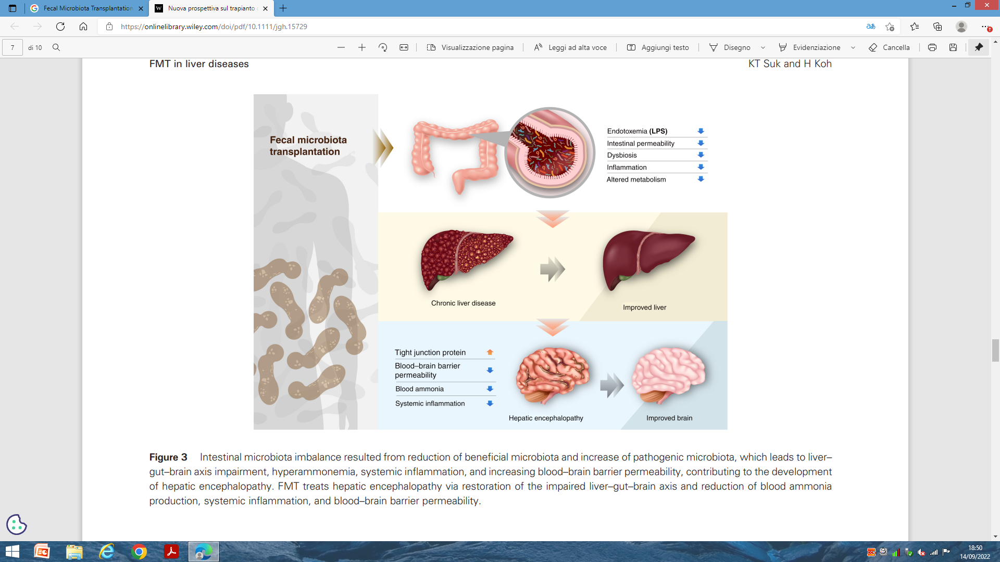 Fecal Microbiota Transplantation
Nuova prospettiva sul trapianto
https://onlinelibrary.wiley.com/doi/pdf/10.1111/jgh.15729
aあ
7 di 10
Visualizzazione pagina
Leggi ad alta voce
Aggiungi testo
Disegno
Evidenziazione
Cancella
FMT in liver diseases
KT Suk and H Koh
Fecal microbiota
transplantation
Endotoxemia (LPS)
Intestinal permeability
Dysbiosis
Inflammation
Altered metabolism
Chronic liver disease
Improved liver
Tight junction protein
Blood–brain barrier
permeability
Blood ammonia
Systemic inflammation
Hepatic encephalopathy
Improved brain
Figure 3 Intestinal microbiota imbalance resulted from reduction of beneficial microbiota and increase of pathogenic microbiota, which leads to liver–
gut–brain axis impairment, hyperammonemia, systemic inflammation, and increasing blood–brain barrier permeability, contributing to the development
of hepatic encephalopathy. FMT treats hepatic encephalopathy via restoration of the impaired liver–gut–brain axis and reduction of blood ammonia
production, systemic inflammation, and blood–brain barrier permeability.
18:50
14/09/2022